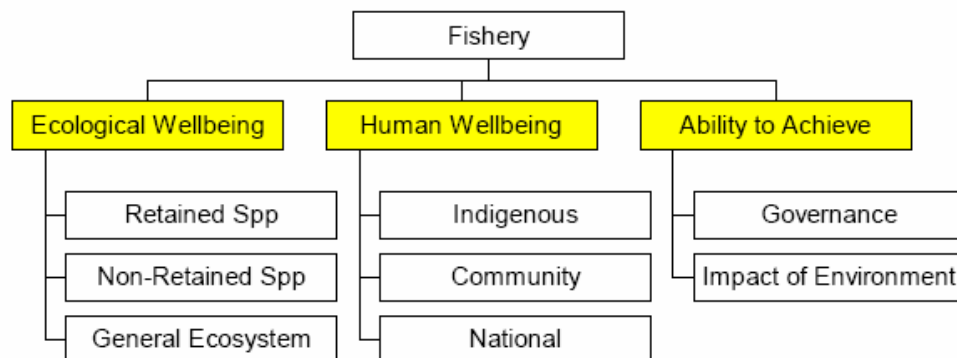 Fishery
Ecological Wellbeing
Human Wellbeing
Ability to Achieve
Retained Spp
Indigenous
Governance
Non-Retained Spp
Community
Impact of Environment
General Ecosystem
National